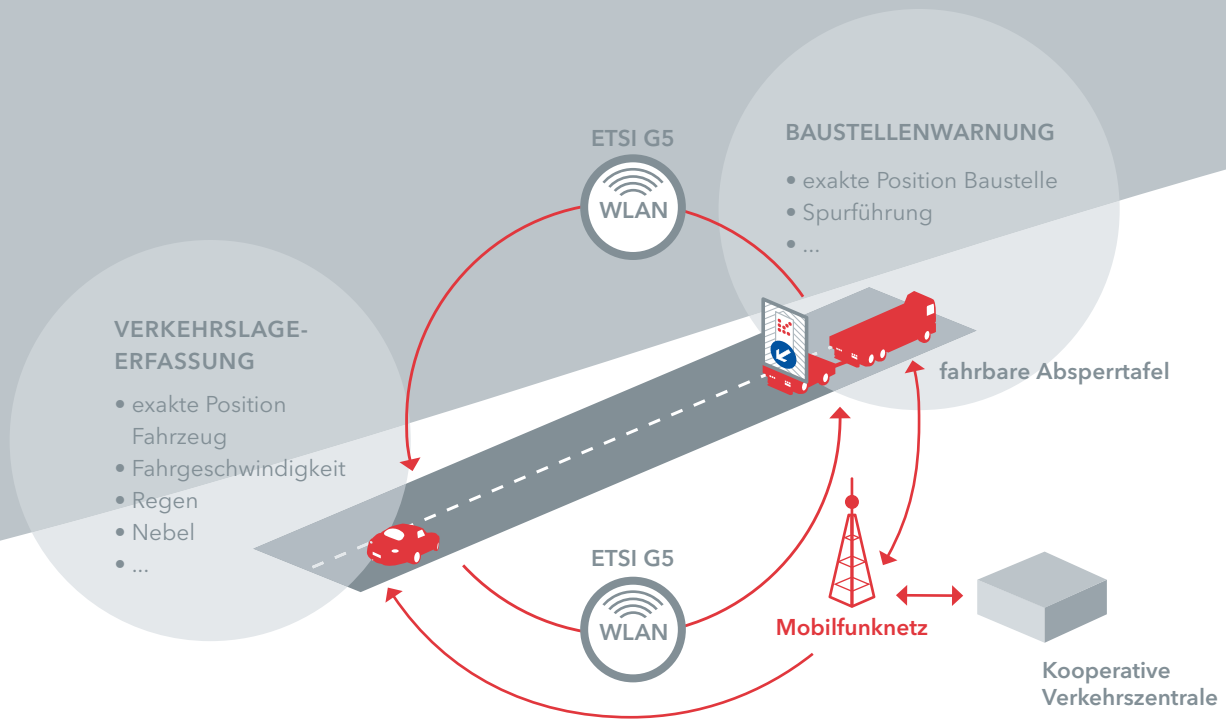 ETSI G5
WLAN
BAUSTELLENWARNUNG
• exakte Position Baustelle
• Spurführung
• ...
VERKEHRSLAGE-
ERFASSUNG
• exakte Position
Fahrzeug
• Fahrgeschwindigkeit
• Regen
• Nebel
• ...
fahrbare Absperrtafel
ETSI G5
WLAN
Mobilfunknetz
Kooperative
Verkehrszentrale